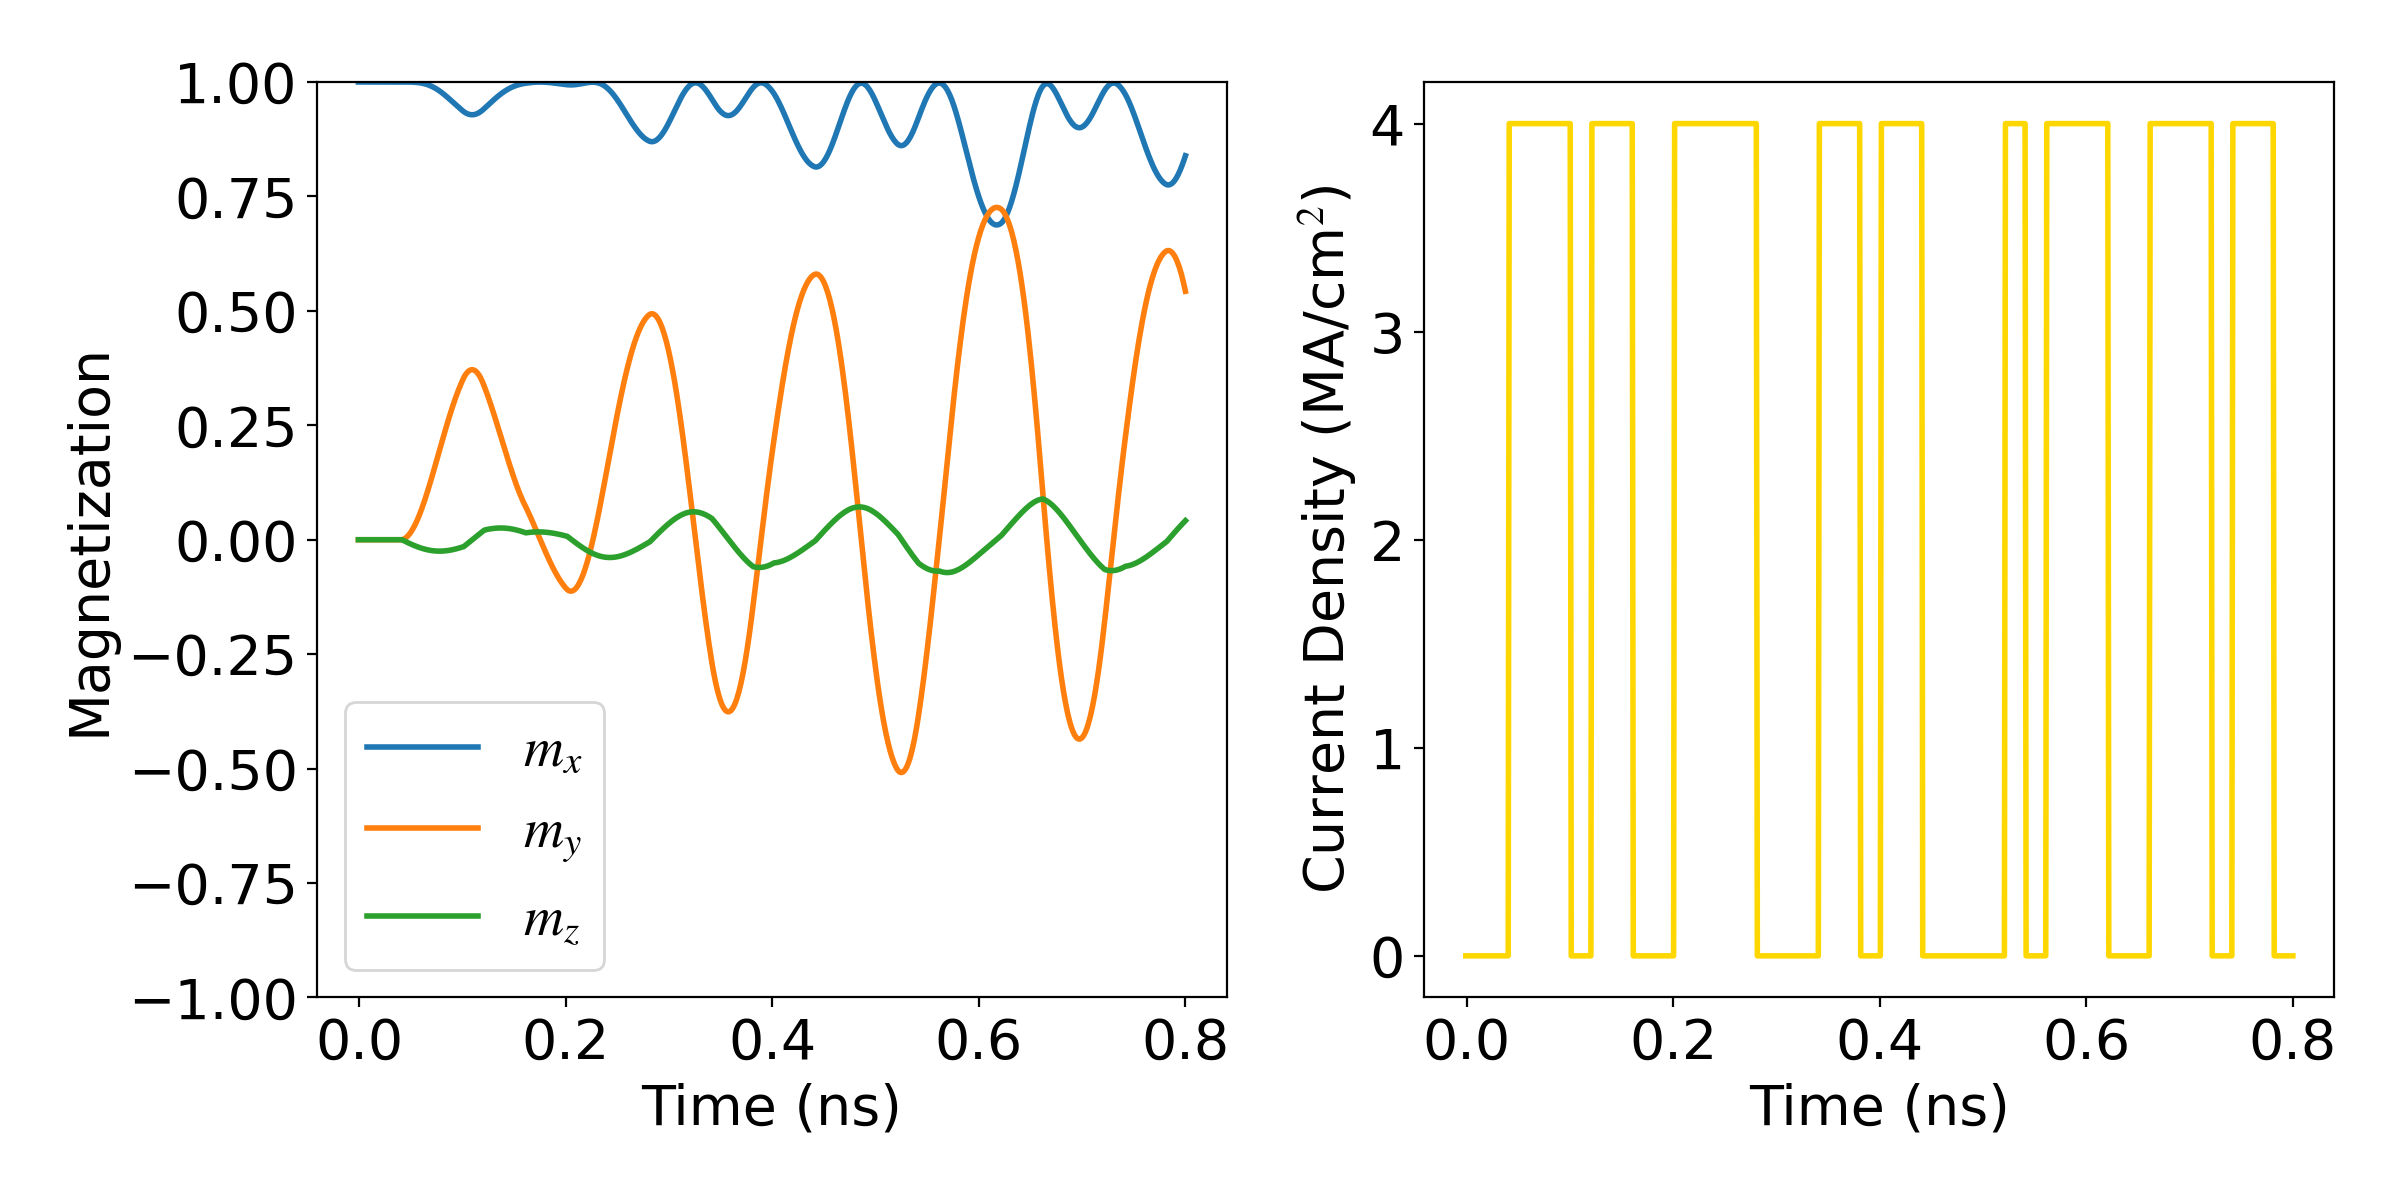 Magnetization
1.00
0.75
0.50
0.25
0.00
−0.25
−0.50
−0.75
−1.00
m_x
m_y
m_z
0.0 0.2 0.4 0.6 0.8
Time (ns)
Current Density (MA/cm²)
4
3
2
1
0
0.0 0.2 0.4 0.6 0.8
Time (ns)